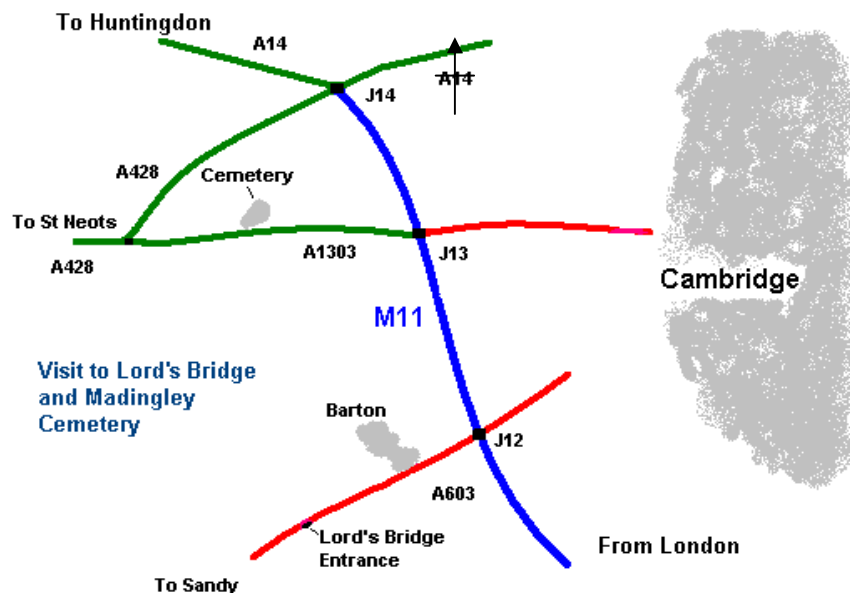 To Huntingdon
A14
A14
J14
A428
Cemetery
To St Neots
A428
A1303
J13
Cambridge
M11
Visit to Lord's Bridge
and Madingley
Cemetery
Barton
J12
A603
Lord's Bridge
Entrance
From London
To Sandy